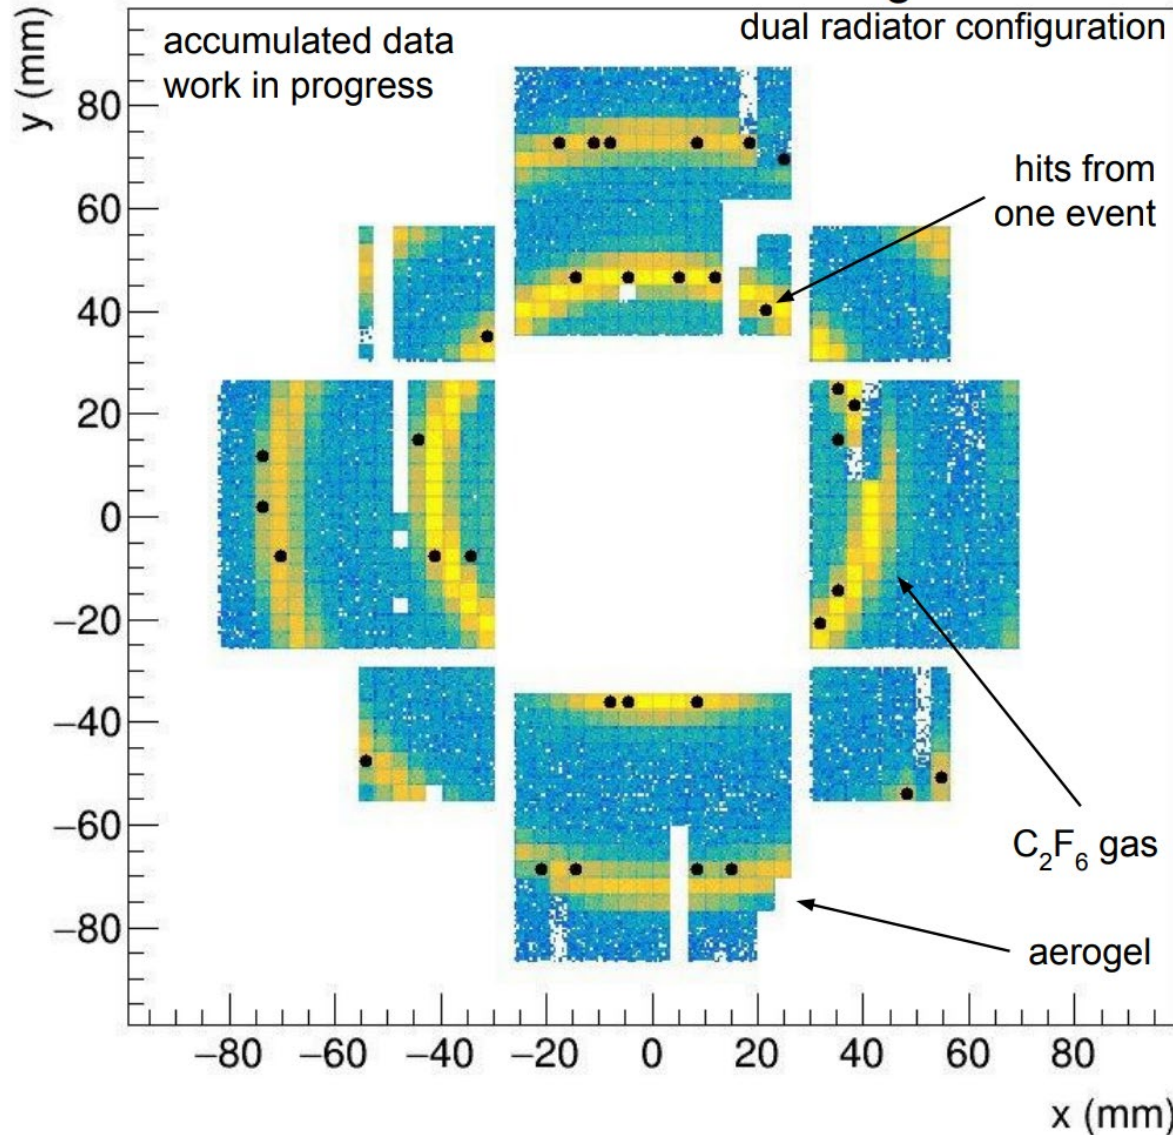 dual radiator configuration
accumulated data
work in progress
hits from
one event
C₂F₆ gas
aerogel
y (mm)
80
60
40
20
0
−20
−40
−60
−80
−80 −60 −40 −20 0 20 40 60 80
x (mm)